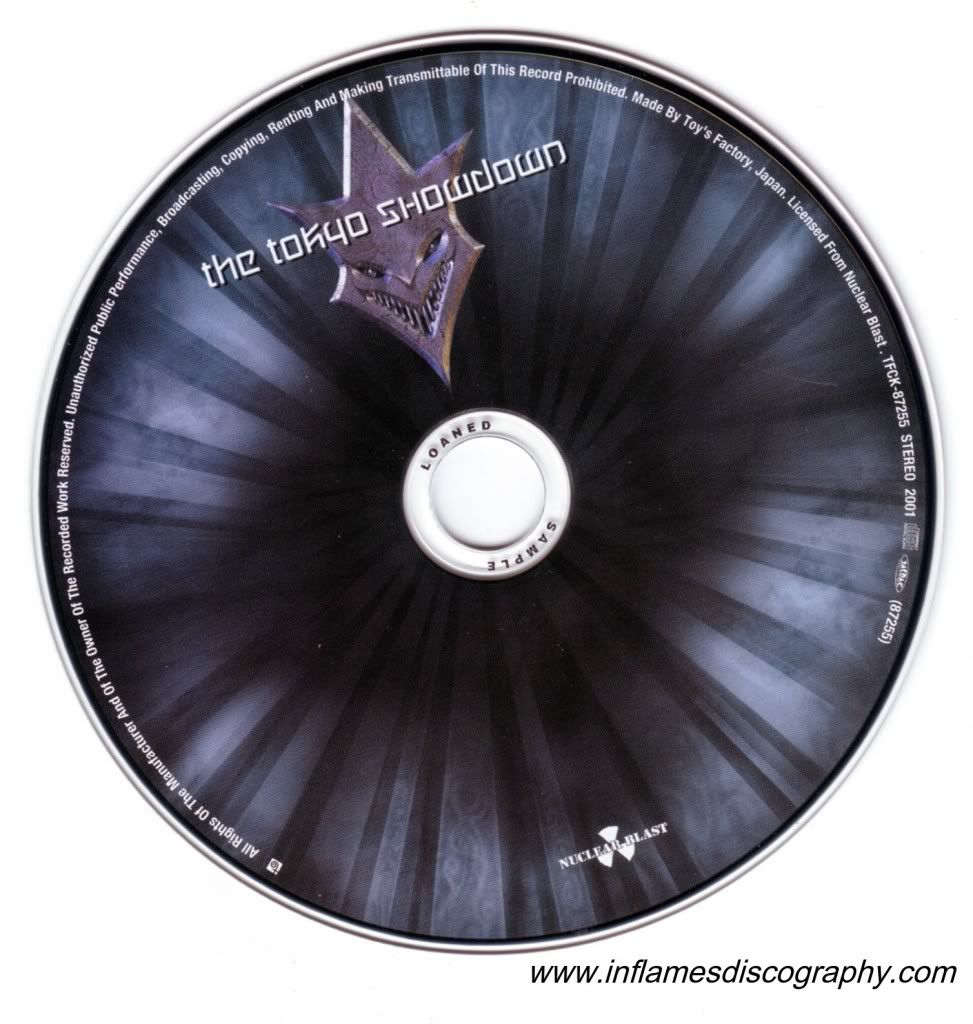 the tokyo showdown
All Rights Of The Manufacturer And Of The Owner Of The Recorded Work Reserved. Unauthorized Public Performance, Broadcasting, Copying, Renting And Making Transmittable Of This Record Prohibited. Made By Toy's Factory, Japan. Licensed From Nuclear Blast . TFCK-87255 STEREO 2001 (87255)
LOANED
SAMPLE
NUCLEAR BLAST
www.inflamesdiscography.com